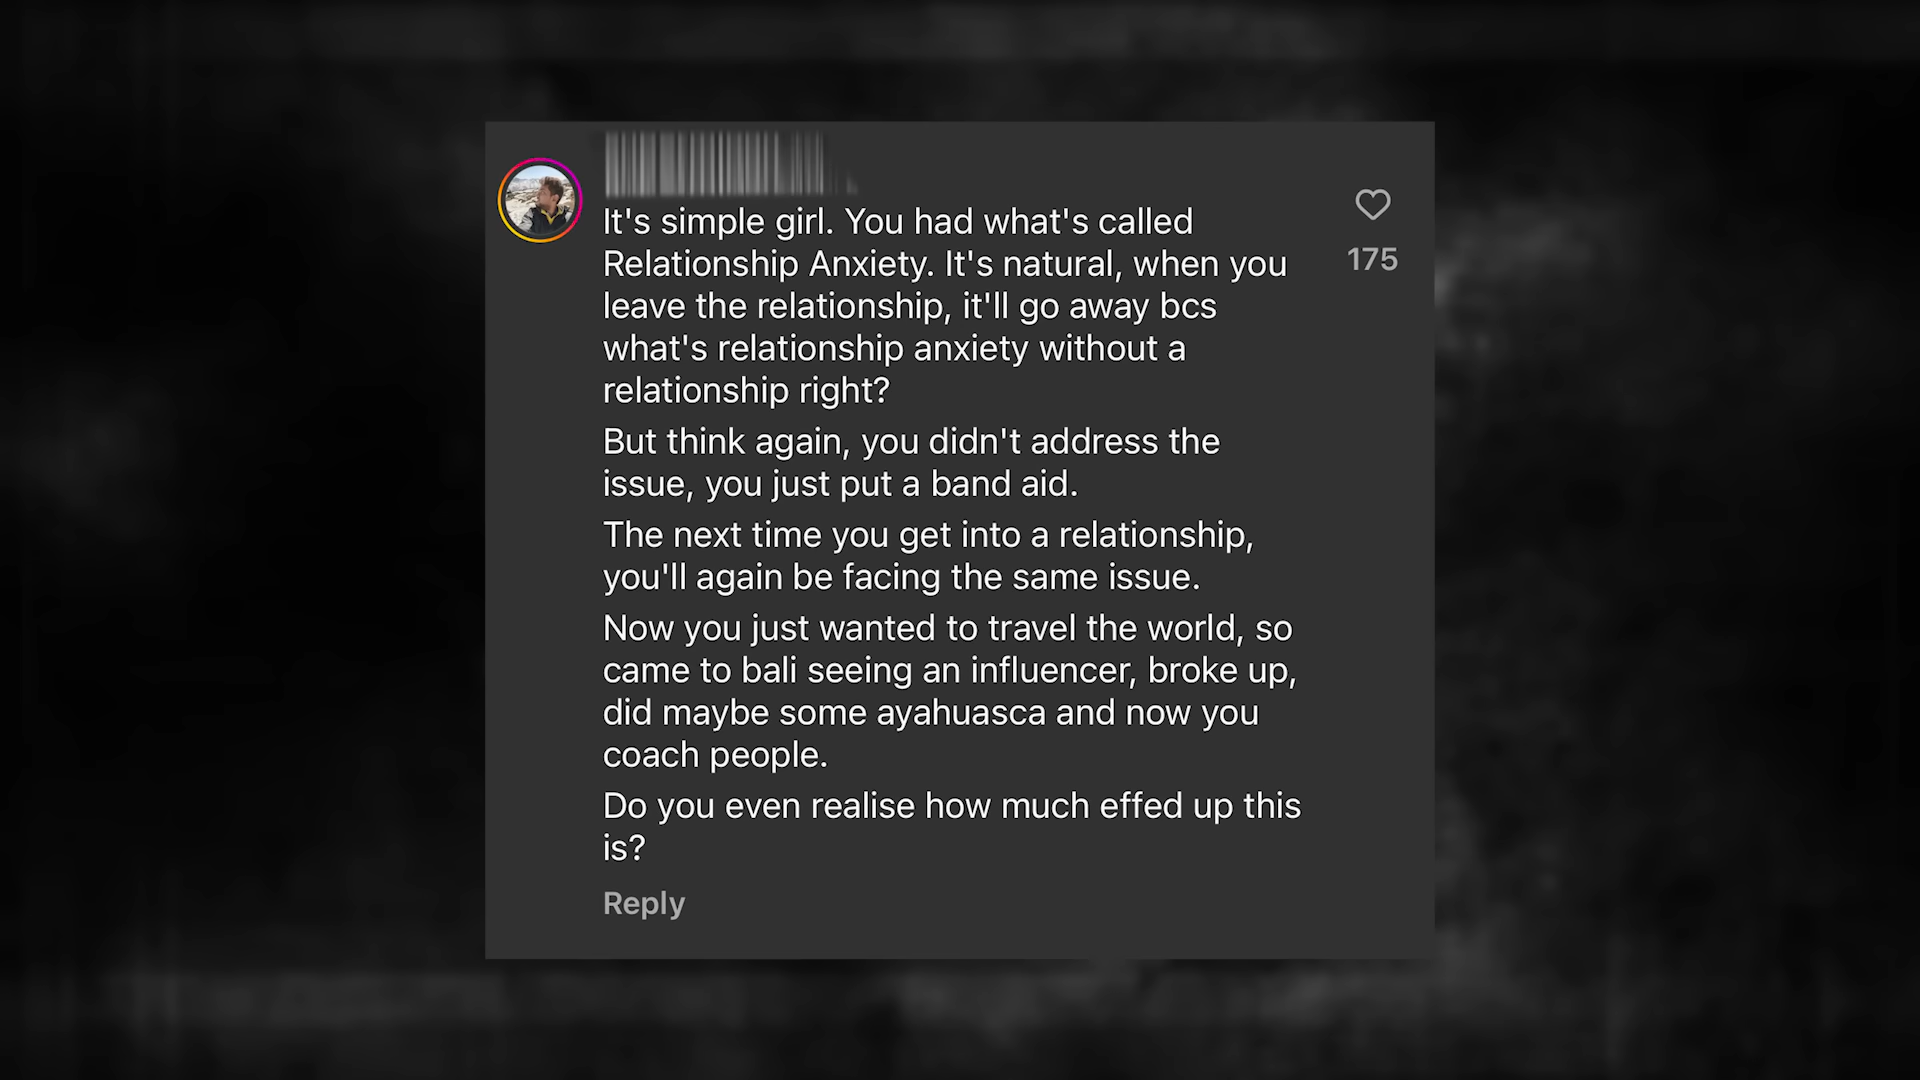 It's simple girl. You had what's called
Relationship Anxiety. It's natural, when you
leave the relationship, it'll go away bcs
what's relationship anxiety without a
relationship right?
But think again, you didn't address the
issue, you just put a band aid.
The next time you get into a relationship,
you'll again be facing the same issue.
Now you just wanted to travel the world, so
came to bali seeing an influencer, broke up,
did maybe some ayahuasca and now you
coach people.
Do you even realise how much effed up this
is?
Reply
175